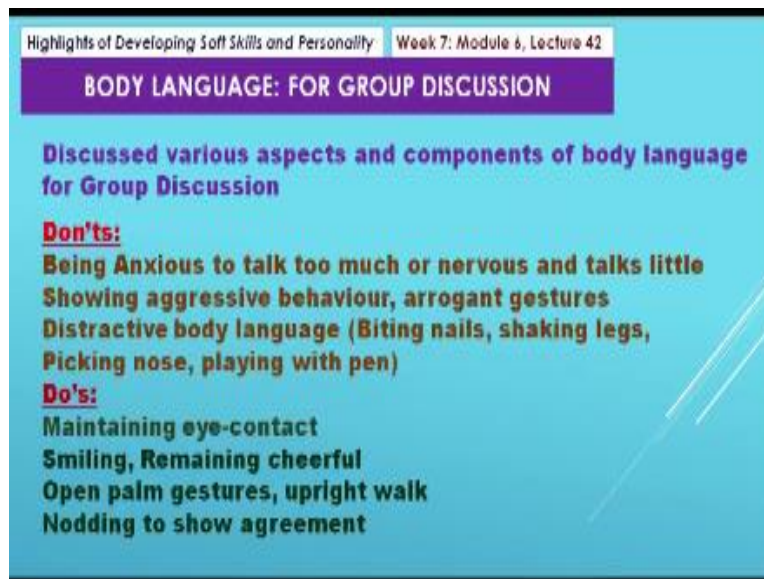 Highlights of Developing Soft Skills and Personality Week 7: Module 6, Lecture 42
BODY LANGUAGE: FOR GROUP DISCUSSION
Discussed various aspects and components of body language
for Group Discussion
Don'ts:
Being Anxious to talk too much or nervous and talks little
Showing aggressive behaviour, arrogant gestures
Distractive body language (Biting nails, shaking legs,
Picking nose, playing with pen)
Do's:
Maintaining eye-contact
Smiling, Remaining cheerful
Open palm gestures, upright walk
Nodding to show agreement